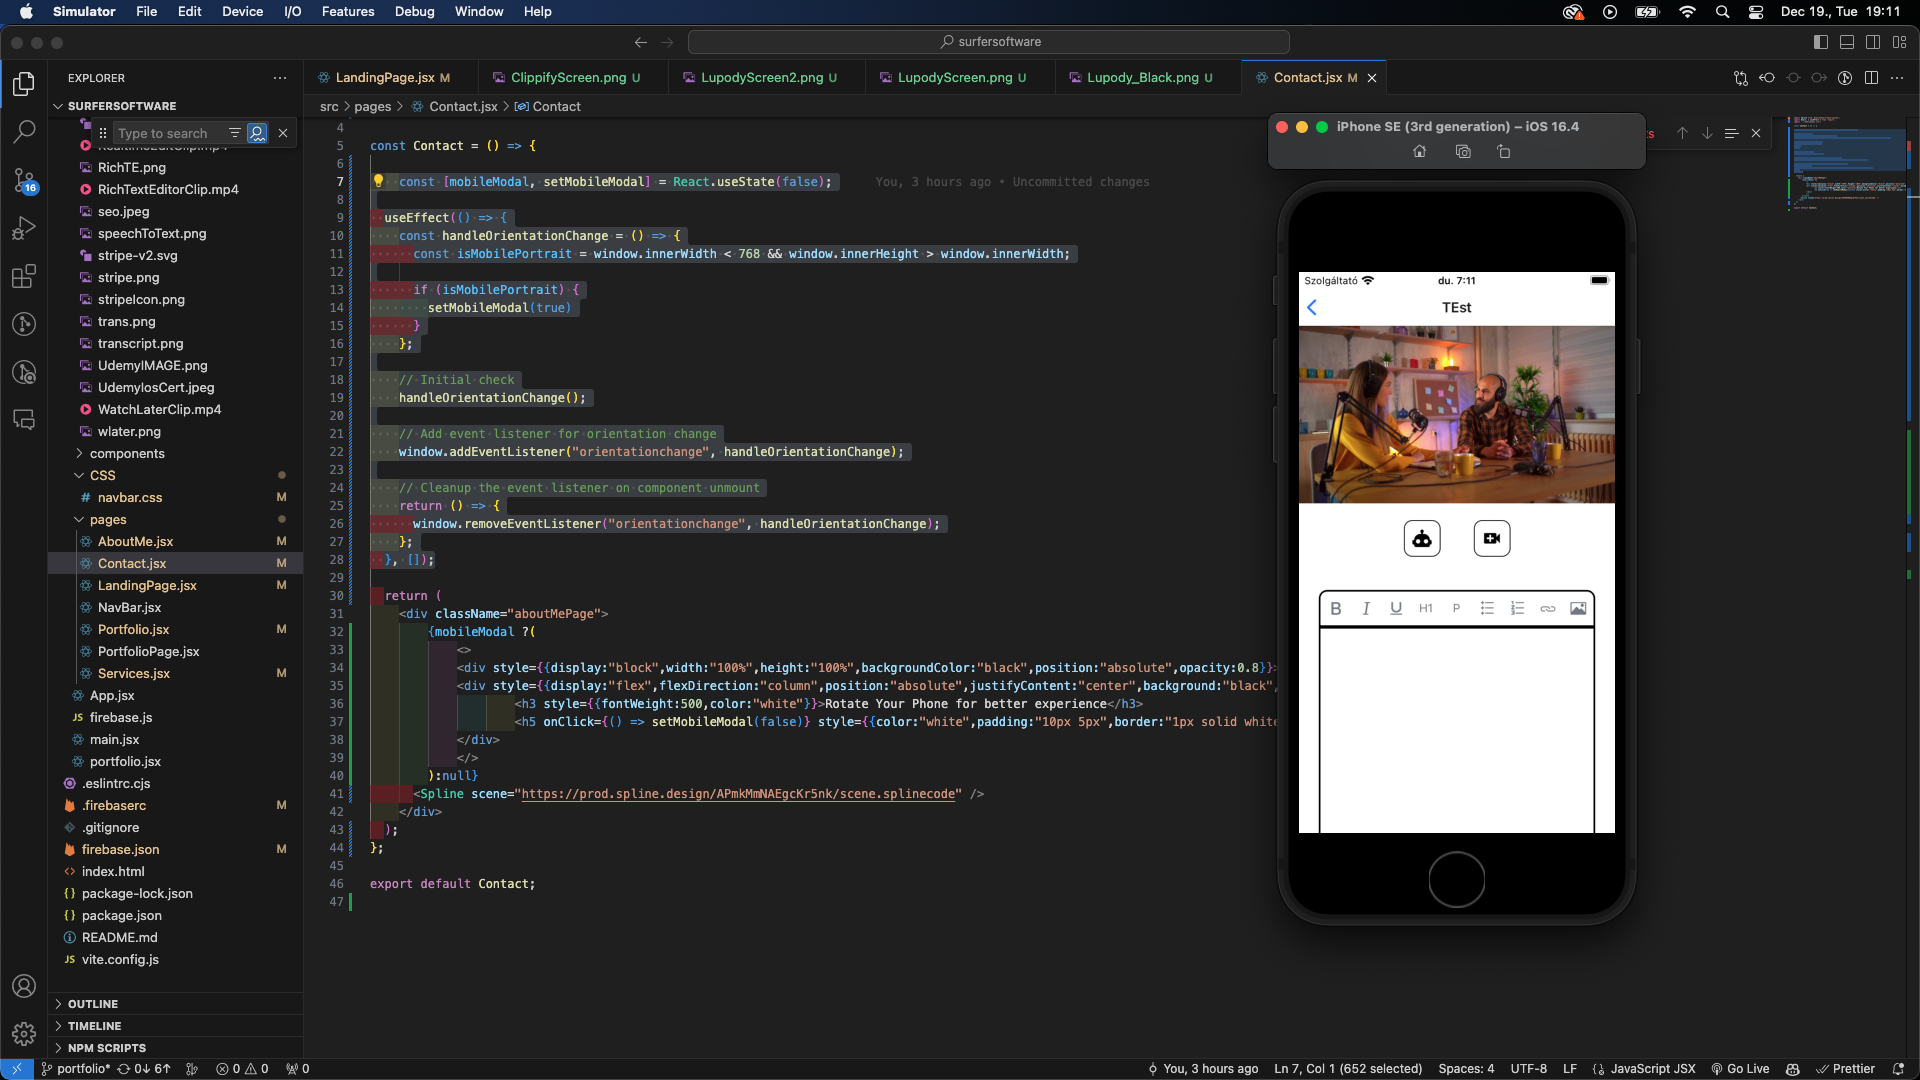 Simulator File Edit Device I/O Features Debug Window Help
Dec 19., Tue 19:11
surfersoftware
EXPLORER
LandingPage.jsx M
ClippifyScreen.png U
LupodyScreen2.png U
LupodyScreen.png U
Lupody_Black.png U
Contact.jsx M
SURFERSOFTWARE
src > pages > Contact.jsx > Contact
Type to search
RichTE.png
RichTextEditorClip.mp4
seo.jpeg
speechToText.png
stripe-v2.svg
stripe.png
stripeIcon.png
trans.png
transcript.png
UdemyIMAGE.png
UdemyIosCert.jpeg
WatchLaterClip.mp4
wlater.png
components
CSS
# navbar.css M
pages
AboutMe.jsx M
Contact.jsx M
LandingPage.jsx M
NavBar.jsx
Portfolio.jsx M
PortfolioPage.jsx
Services.jsx M
App.jsx
JS firebase.js
main.jsx
portfolio.jsx
.eslintrc.cjs
.firebaserc M
.gitignore
firebase.json M
<> index.html
{} package-lock.json
{} package.json
README.md
JS vite.config.js
OUTLINE
TIMELINE
NPM SCRIPTS
16
4
5 const Contact = () => {
6
7 const [mobileModal, setMobileModal] = React.useState(false); You, 3 hours ago • Uncommitted changes
8
9 useEffect(() => {
10 const handleOrientationChange = () => {
11 const isMobilePortrait = window.innerWidth < 768 && window.innerHeight > window.innerWidth;
12
13 if (isMobilePortrait) {
14 setMobileModal(true)
15 }
16 };
17
18 // Initial check
19 handleOrientationChange();
20
21 // Add event listener for orientation change
22 window.addEventListener("orientationchange", handleOrientationChange);
23
24 // Cleanup the event listener on component unmount
25 return () => {
26 window.removeEventListener("orientationchange", handleOrientationChange);
27 };
28 }, []);
29
30 return (
31 <div className="aboutMePage">
32 {mobileModal ?(
33 <>
34 <div style={{display:"block",width:"100%",height:"100%",backgroundColor:"black",position:"absolute",opacity:0.8}}>
35 <div style={{display:"flex",flexDirection:"column",position:"absolute",justifyContent:"center",background:"black",
36 <h3 style={{fontWeight:500,color:"white"}}>Rotate Your Phone for better experience</h3>
37 <h5 onClick={() => setMobileModal(false)} style={{color:"white",padding:"10px 5px",border:"1px solid white
38 </div>
39 </>
40 ):null}
41 <Spline scene="https://prod.spline.design/APmkMmNAEgcKr5nk/scene.splinecode" />
42 </div>
43 );
44 };
45
46 export default Contact;
47
iPhone SE (3rd generation) – iOS 16.4
Szolgáltató
du. 7:11
TEst
B I U H1 P
portfolio* 0↓ 6↑ 0 0 0
You, 3 hours ago
Ln 7, Col 1 (652 selected)
Spaces: 4
UTF-8
LF
{} JavaScript JSX
Go Live
Prettier